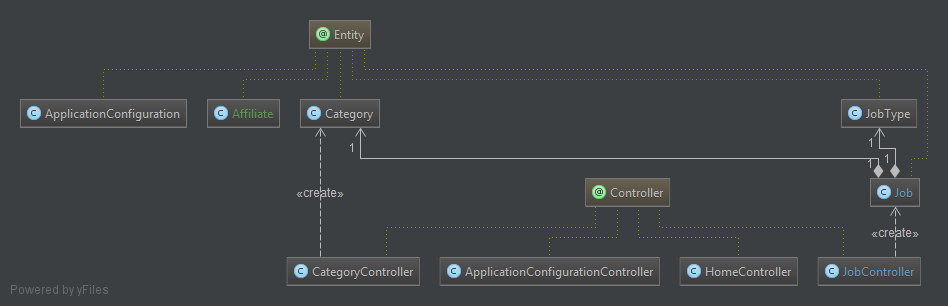 @ Entity
C ApplicationConfiguration
C Affiliate
C Category
C JobType
1
1
1
1
C Job
«create»
@ Controller
«create»
C CategoryController
C ApplicationConfigurationController
C HomeController
C JobController
Powered by yFiles